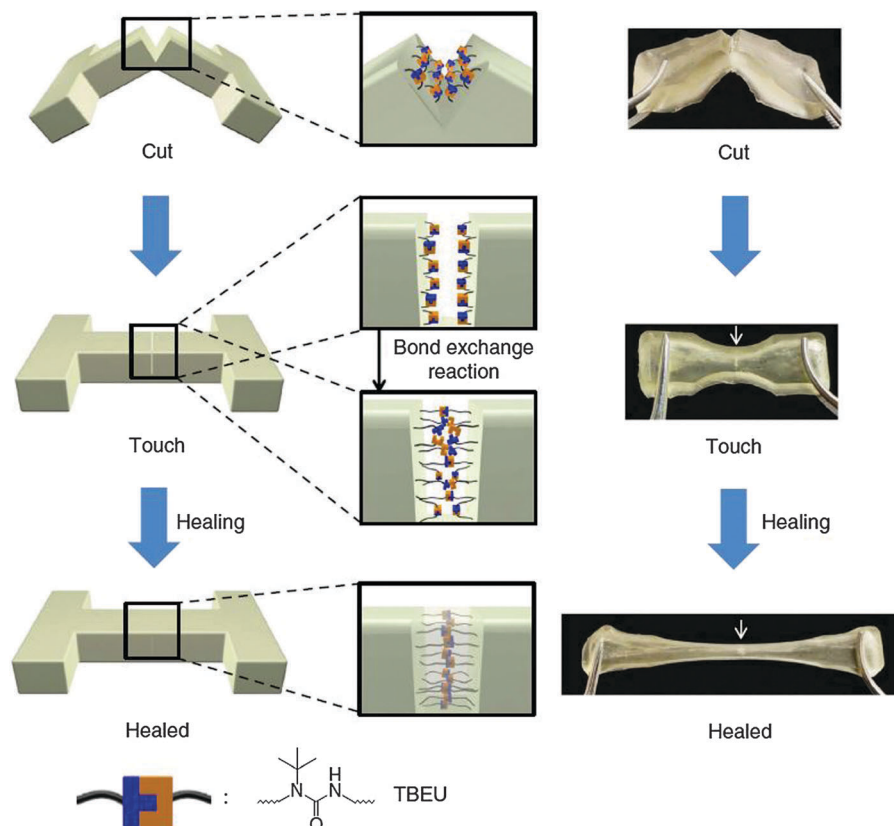 Cut
Cut
Bond exchange
reaction
Touch
Touch
Healing
Healing
Healed
Healed
:
N
H
N
O
TBEU